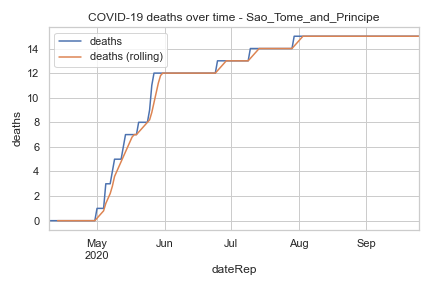 COVID-19 deaths over time - Sao_Tome_and_Principe
deaths
deaths (rolling)
14
12
10
8
6
4
2
0
deaths
May
2020
Jun
Jul
Aug
Sep
dateRep